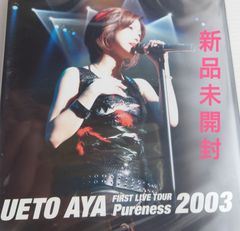 新品未開封
UETO AYA FIRST LIVE TOUR Pureness 2003